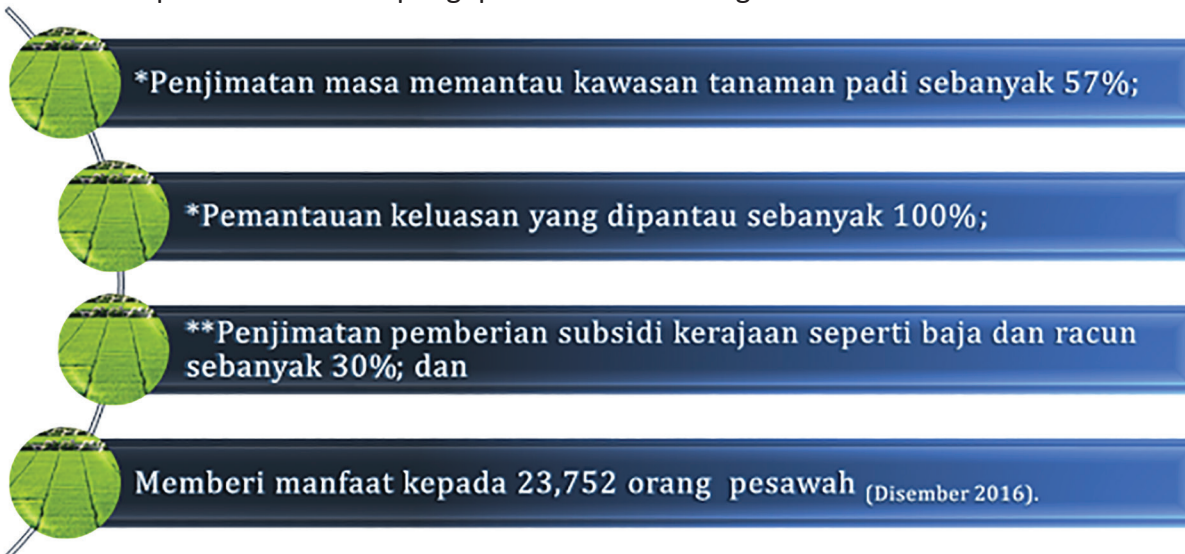 *Penjimatan masa memantau kawasan tanaman padi sebanyak 57%;
*Pemantauan keluasan yang dipantau sebanyak 100%;
**Penjimatan pemberian subsidi kerajaan seperti baja dan racun
sebanyak 30%; dan
Memberi manfaat kepada 23,752 orang pesawah (Disember 2016).